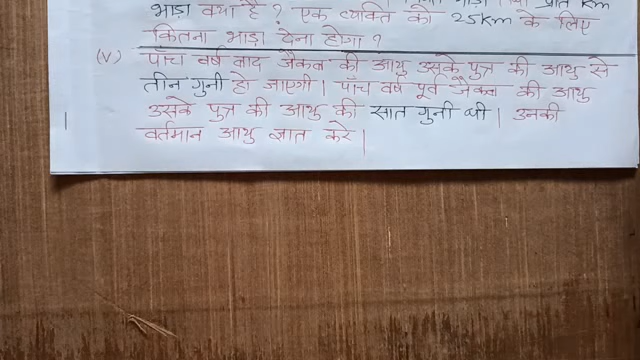 भाड़ा क्या है? एक व्यक्ति को 25km के लिए
कितना भाड़ा देना होगा?
(v) पाँच वर्ष बाद जैकब की आयु उसके पुत्र की आयु से
तीन गुनी हो जाएगी। पाँच वर्ष पूर्व जैकब की आयु
उसके पुत्र की आयु की सात गुनी थी। उनकी
वर्तमान आयु ज्ञात करे।